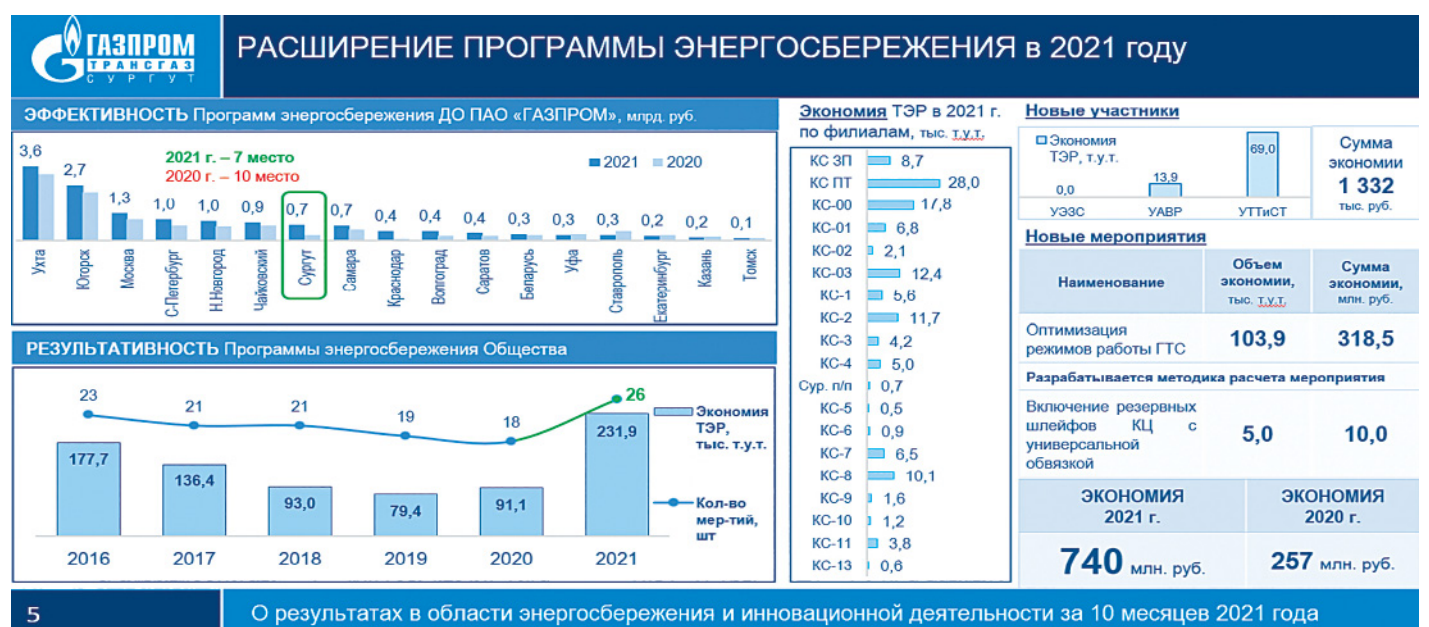 ГАЗПРОМ
ТРАНСГАЗ
СУРГУТ
РАСШИРЕНИЕ ПРОГРАММЫ ЭНЕРГОСБЕРЕЖЕНИЯ в 2021 году
ЭФФЕКТИВНОСТЬ Программ энергосбережения ДО ПАО «ГАЗПРОМ», млрд. руб.
2021 г. – 7 место
2020 г. – 10 место
2021 2020
3,6 2,7 1,3 1,0 1,0 0,9 0,7 0,7 0,4 0,4 0,4 0,3 0,3 0,3 0,2 0,2 0,1
Ухта Югорск Москва С-Петербург Н.Новгород Чайковский Сургут Самара Краснодар Волгоград Саратов Беларусь Уфа Ставрополь Екатеринбург Казань Томск
РЕЗУЛЬТАТИВНОСТЬ Программы энергосбережения Общества
23 21 21 19 18 26
177,7 136,4 93,0 79,4 91,1 231,9
2016 2017 2018 2019 2020 2021
Экономия
ТЭР,
тыс. т.у.т.
Кол-во
мер-тий,
шт
Экономия ТЭР в 2021 г.
по филиалам, тыс. т.у.т.
КС ЗП 8,7
КС ПТ 28,0
КС-00 17,8
КС-01 6,8
КС-02 2,1
КС-03 12,4
КС-1 5,6
КС-2 11,7
КС-3 4,2
КС-4 5,0
Сур. п/п 0,7
КС-5 0,5
КС-6 0,9
КС-7 6,5
КС-8 10,1
КС-9 1,6
КС-10 1,2
КС-11 3,8
КС-13 0,6
Новые участники
Экономия
ТЭР, т.у.т.
0,0 13,9 69,0
УЭЗС УАВР УТТиСТ
Сумма
экономии
1 332
тыс. руб.
Новые мероприятия
Наименование
Объем
экономии,
тыс. т.у.т.
Сумма
экономии,
млн. руб.
Оптимизация
режимов работы ГТС
103,9 318,5
Разрабатывается методика расчета мероприятия
Включение резервных
шлейфов КЦ с
универсальной
обвязкой
5,0 10,0
ЭКОНОМИЯ
2021 г.
ЭКОНОМИЯ
2020 г.
740 млн. руб.
257 млн. руб.
5
О результатах в области энергосбережения и инновационной деятельности за 10 месяцев 2021 года